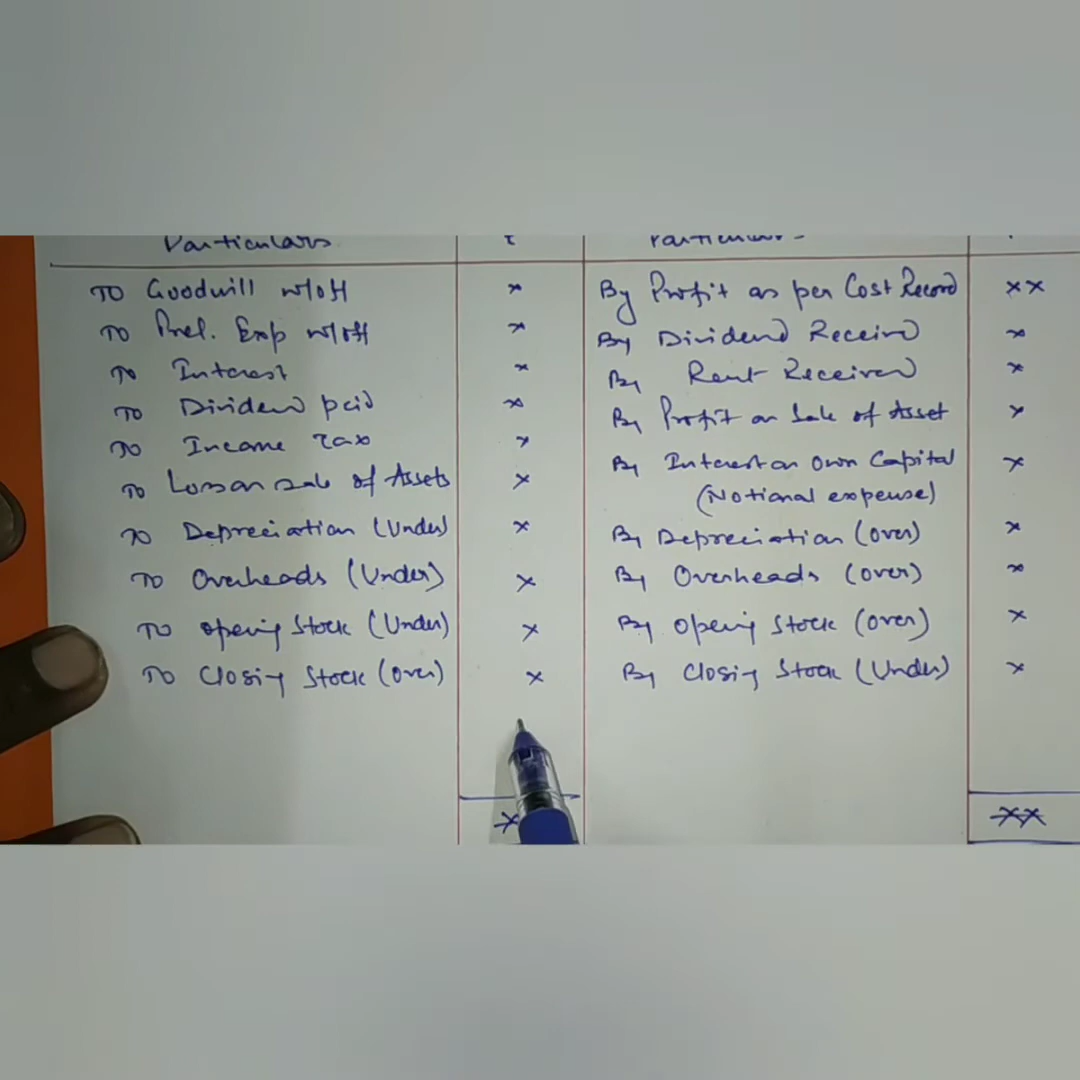 Particulars ₹ Particulars
To Goodwill w/off × By Profit as per Cost Record ××
To Prel. Exp w/off × By Dividend Received ×
To Interest × By Rent Received ×
To Dividend paid × By Profit on Sale of Asset ×
To Income Tax × By Interest on Own Capital ×
(Notional expense)
To Loss on sale of Assets ×
To Depreciation (Under) × By Depreciation (over) ×
To Overheads (Under) × By Overheads (over) ×
To Opening Stock (Under) × By Opening Stock (over) ×
To Closing Stock (over) × By Closing Stock (Under) ×
××